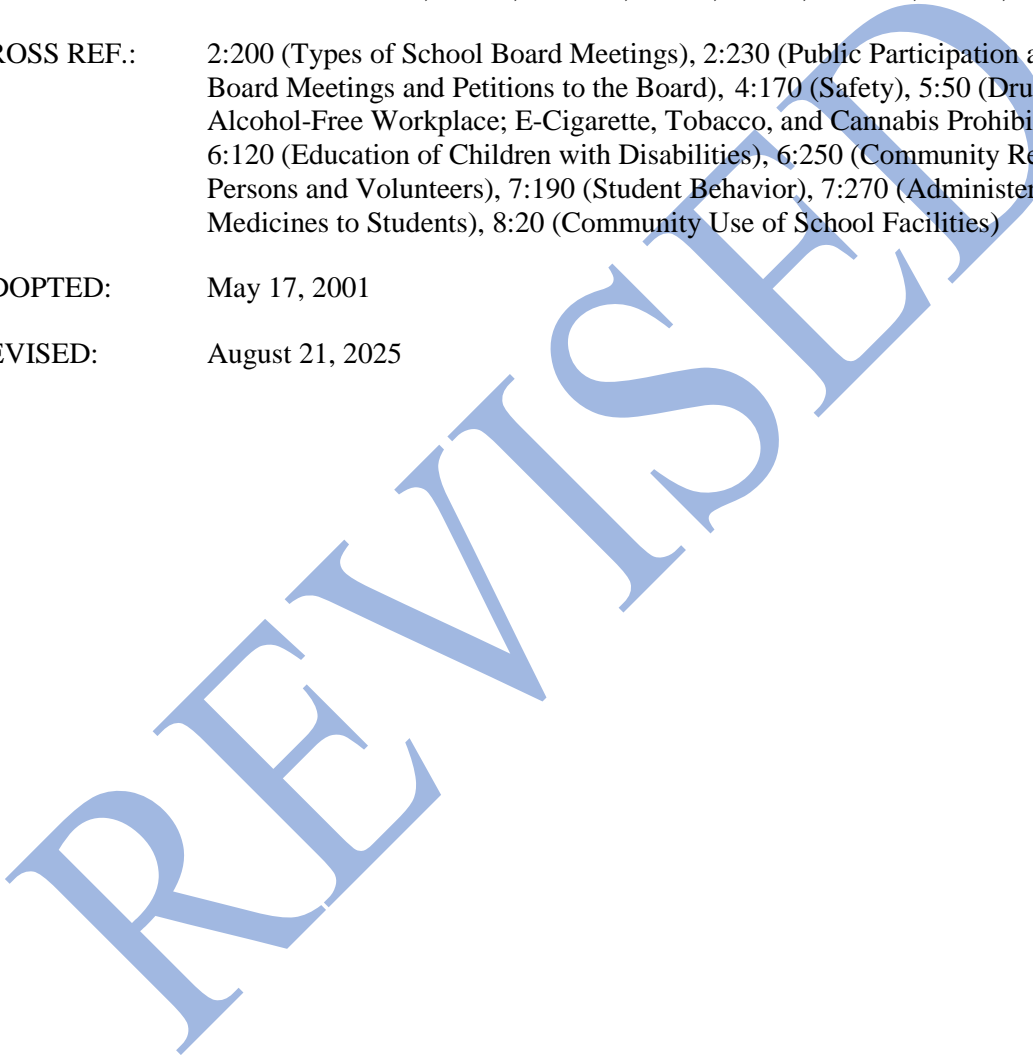 ROSS REF.: 2:200 (Types of School Board Meetings), 2:230 (Public Participation a
Board Meetings and Petitions to the Board), 4:170 (Safety), 5:50 (Dru
Alcohol-Free Workplace; E-Cigarette, Tobacco, and Cannabis Prohibi
6:120 (Education of Children with Disabilities), 6:250 (Community Re
Persons and Volunteers), 7:190 (Student Behavior), 7:270 (Administer
Medicines to Students), 8:20 (Community Use of School Facilities)
DOPTED: May 17, 2001
EVISED: August 21, 2025
REVISED